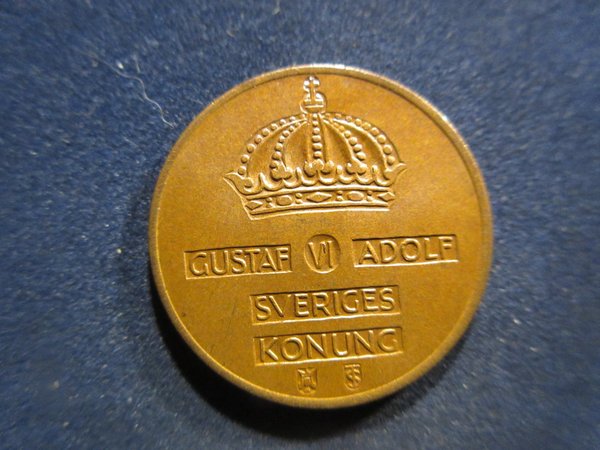 GUSTAF VI ADOLF
SVERIGES
KONUNG